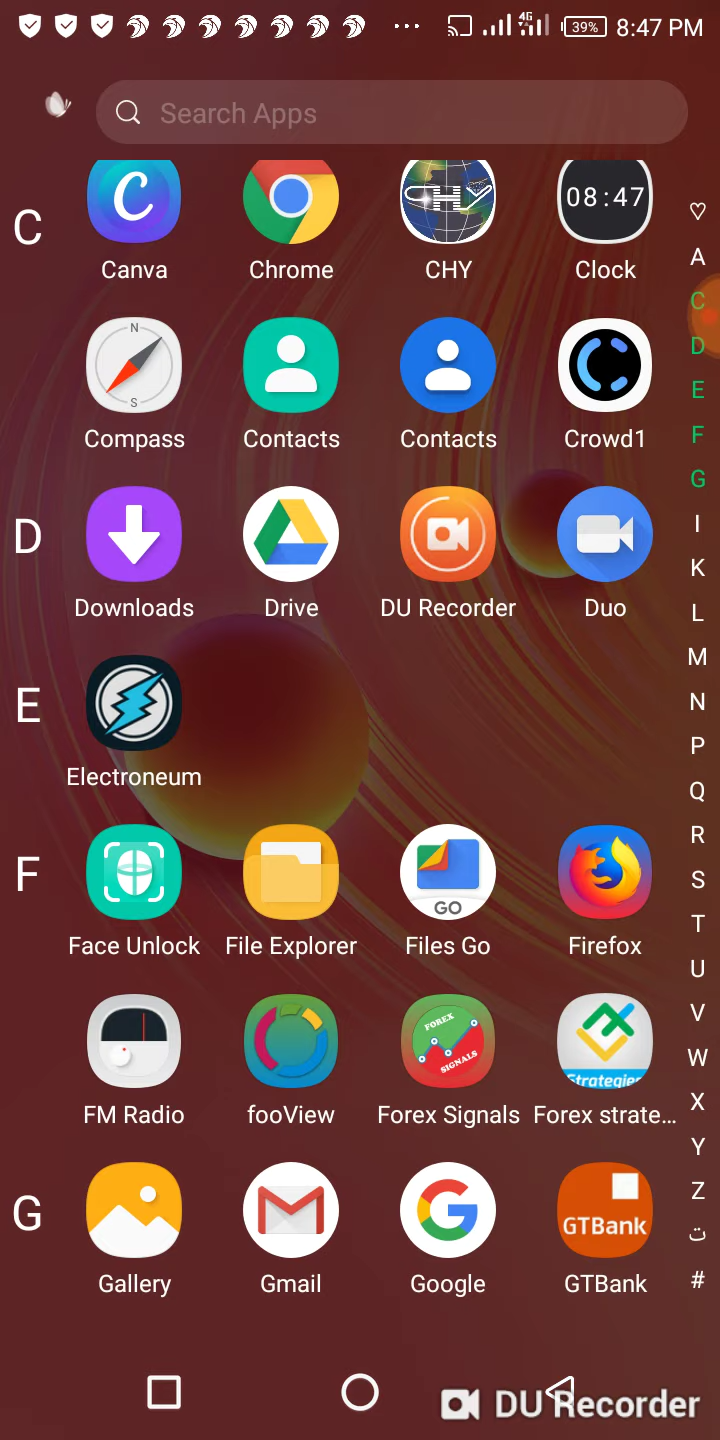 4G
39%
8:47 PM
Search Apps
C
08:47
Canva
Chrome
CHY
Clock
N
S
Compass
Contacts
Contacts
Crowd1
D
Downloads
Drive
DU Recorder
Duo
E
Electroneum
F
GO
Face Unlock
File Explorer
Files Go
Firefox
FOREX
SIGNALS
Strategies
FM Radio
fooView
Forex Signals
Forex strate...
G
GTBank
Gallery
Gmail
Google
GTBank
♡
A
C
D
E
F
G
I
K
L
M
N
P
Q
R
S
T
U
V
W
X
Y
Z
ت
#
DU Recorder